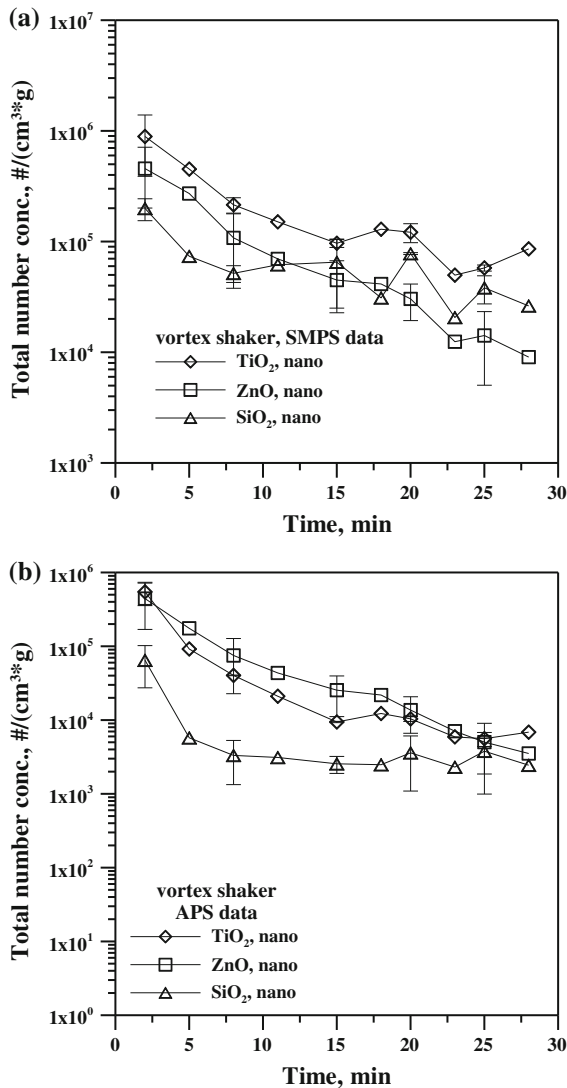 (a)
1x10⁷
1x10⁶
1x10⁵
1x10⁴
1x10³
Total number conc., #/(cm³*g)
vortex shaker, SMPS data
TiO₂, nano
ZnO, nano
SiO₂, nano
0 5 10 15 20 25 30
Time, min
(b)
1x10⁶
1x10⁵
1x10⁴
1x10³
1x10²
1x10¹
1x10⁰
Total number conc., #/(cm³*g)
vortex shaker
APS data
TiO₂, nano
ZnO, nano
SiO₂, nano
0 5 10 15 20 25 30
Time, min